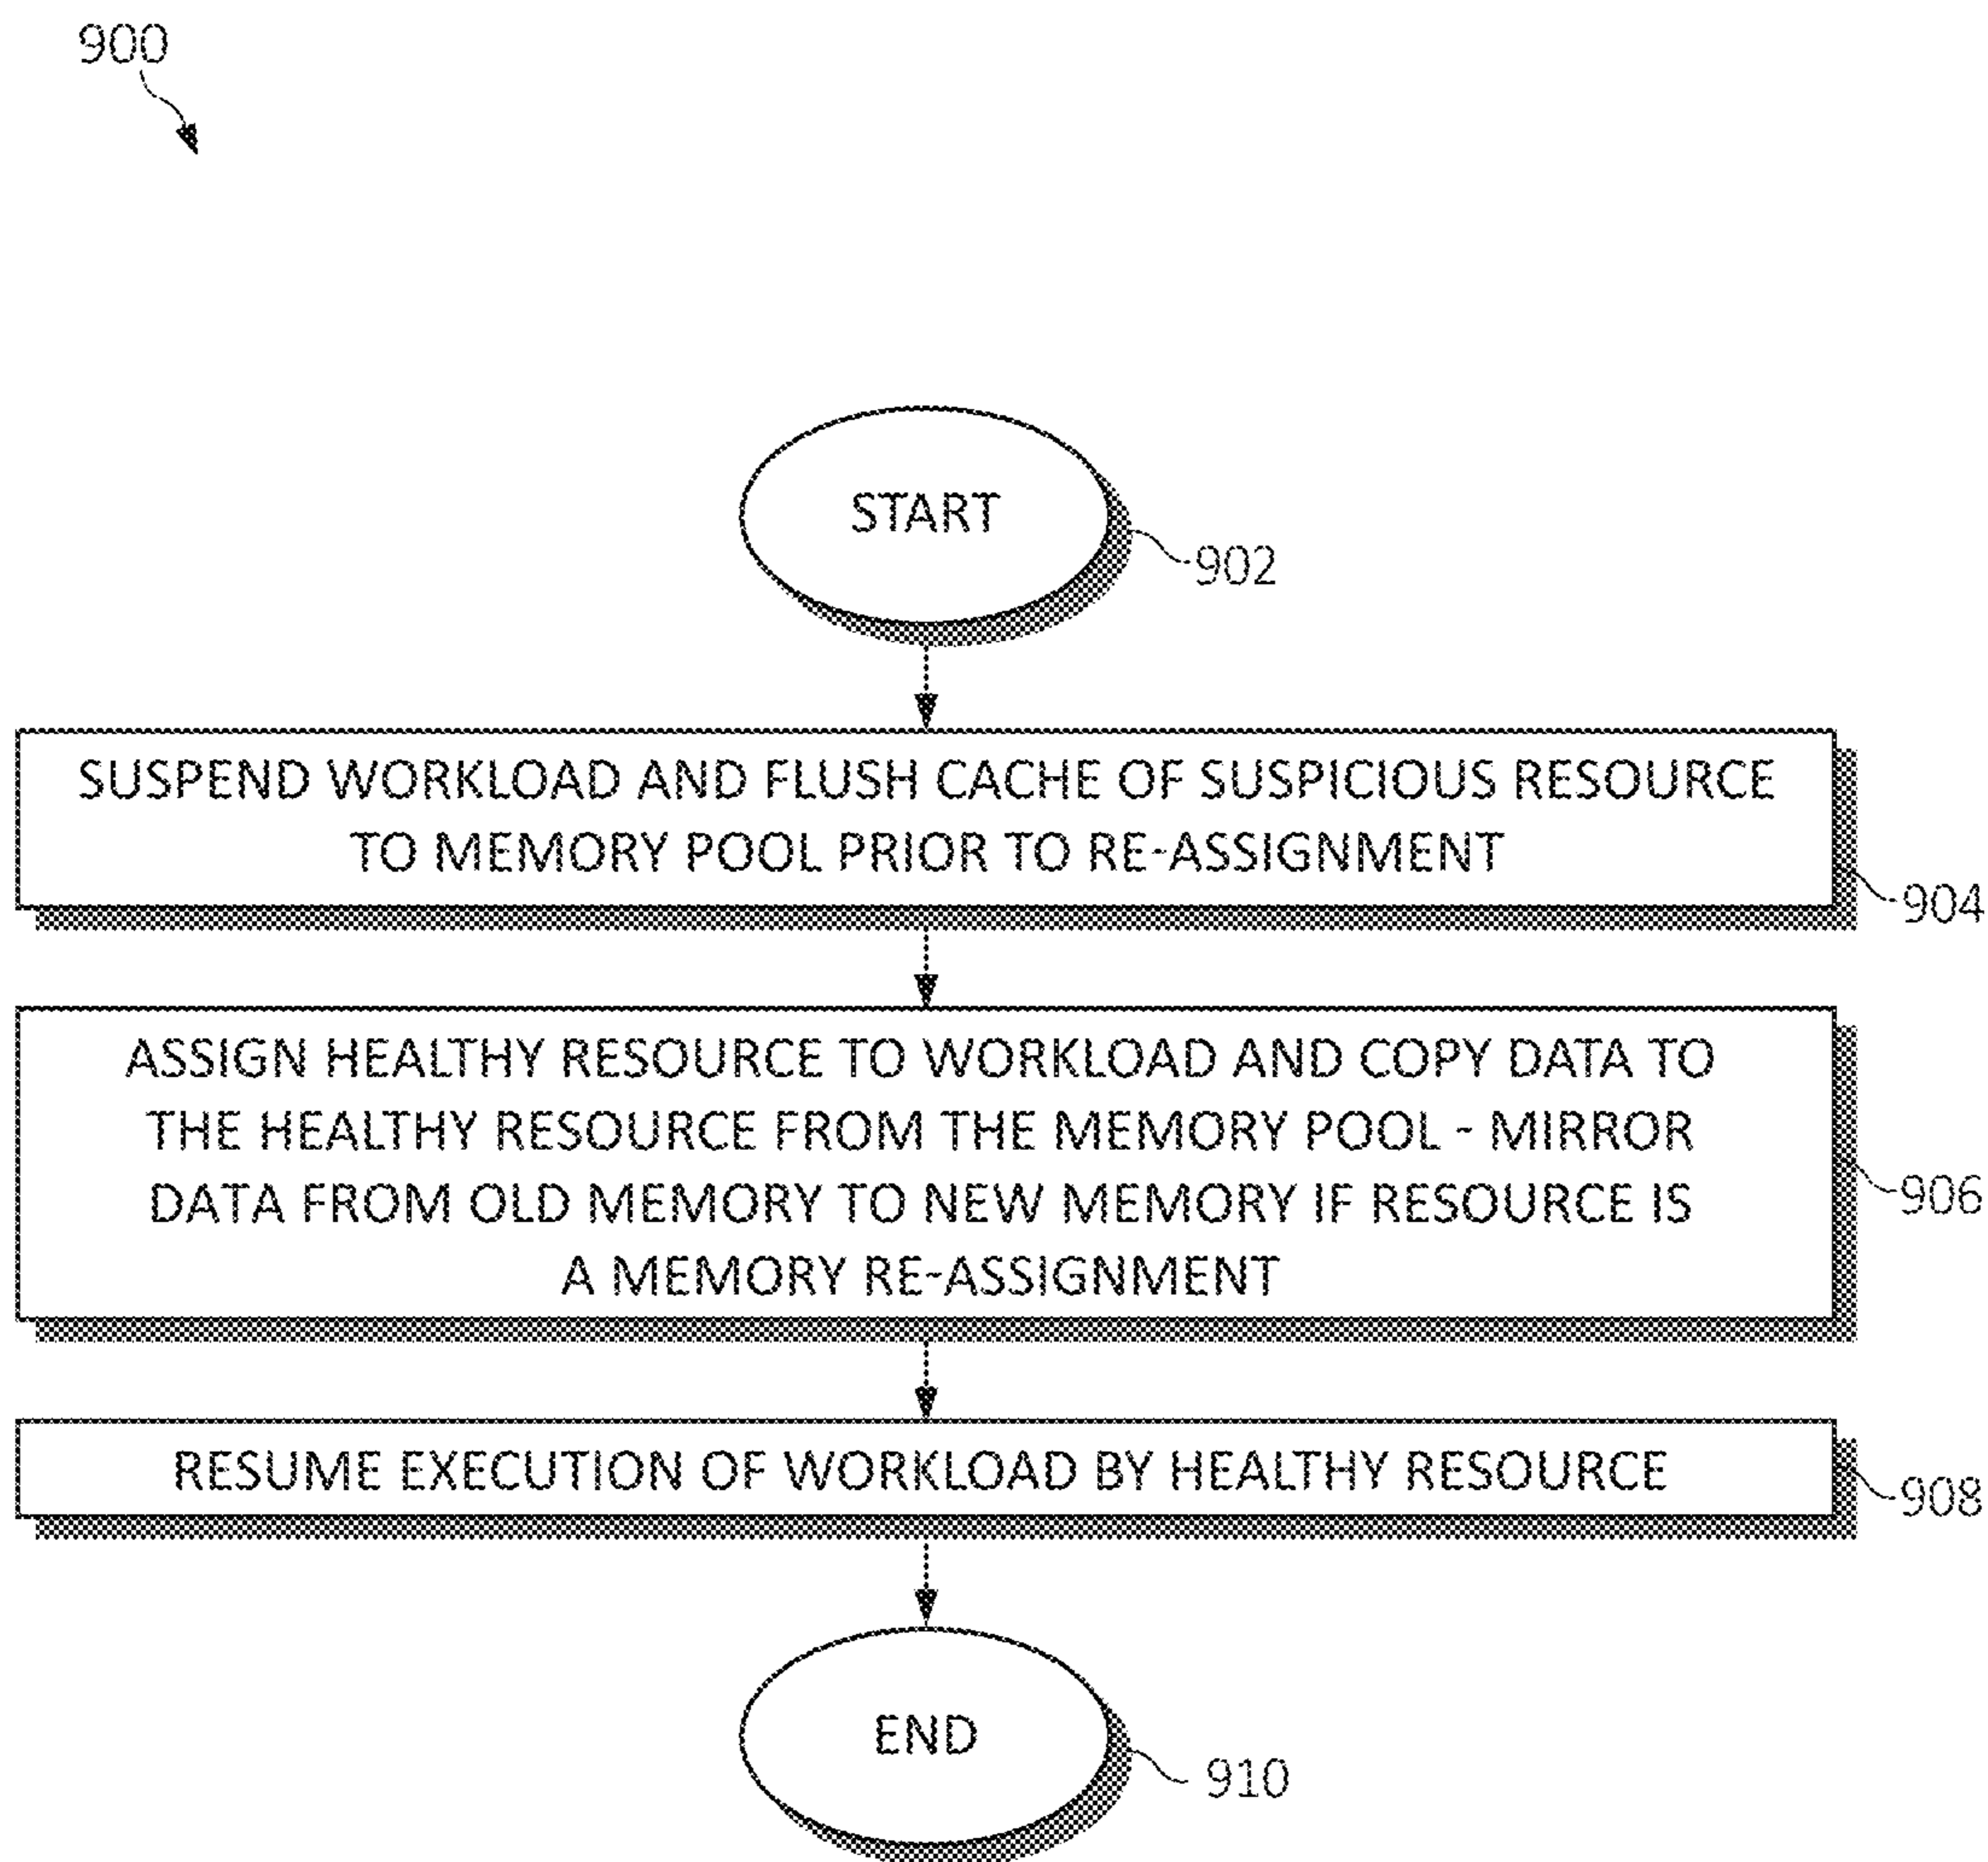 900
START
902
SUSPEND WORKLOAD AND FLUSH CACHE OF SUSPICIOUS RESOURCE
TO MEMORY POOL PRIOR TO RE-ASSIGNMENT
904
ASSIGN HEALTHY RESOURCE TO WORKLOAD AND COPY DATA TO
THE HEALTHY RESOURCE FROM THE MEMORY POOL - MIRROR
DATA FROM OLD MEMORY TO NEW MEMORY IF RESOURCE IS
A MEMORY RE-ASSIGNMENT
906
RESUME EXECUTION OF WORKLOAD BY HEALTHY RESOURCE
908
END
910